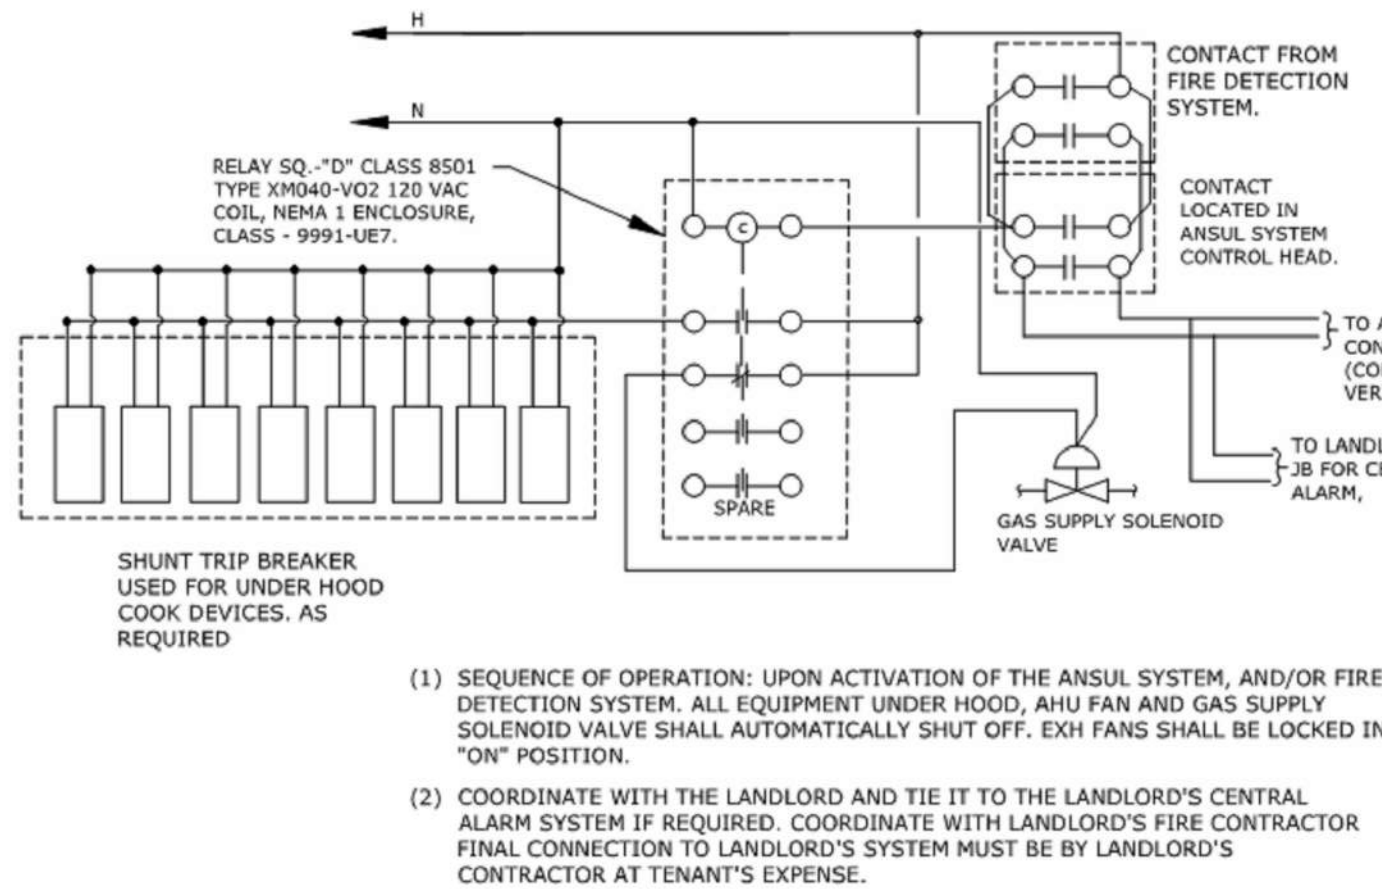 H
CONTACT FROM
FIRE DETECTION
SYSTEM.
N
RELAY SQ.-"D" CLASS 8501
TYPE XM040-VO2 120 VAC
COIL, NEMA 1 ENCLOSURE,
CLASS - 9991-UE7.
CONTACT
LOCATED IN
ANSUL SYSTEM
CONTROL HEAD.
C
TO
TO
JB FOR
ALARM,
SPARE
GAS SUPPLY SOLENOID
VALVE
SHUNT TRIP BREAKER
USED FOR UNDER HOOD
COOK DEVICES. AS
REQUIRED
(1) SEQUENCE OF OPERATION: UPON ACTIVATION OF THE ANSUL SYSTEM, AND/OR FIRE
DETECTION SYSTEM. ALL EQUIPMENT UNDER HOOD, AHU FAN AND GAS SUPPLY
SOLENOID VALVE SHALL AUTOMATICALLY SHUT OFF. EXH FANS SHALL BE LOCKED IN
"ON" POSITION.
(2) COORDINATE WITH THE LANDLORD AND TIE IT TO THE LANDLORD'S CENTRAL
ALARM SYSTEM IF REQUIRED. COORDINATE WITH LANDLORD'S FIRE CONTRACTOR
FINAL CONNECTION TO LANDLORD'S SYSTEM MUST BE BY LANDLORD'S
CONTRACTOR AT TENANT'S EXPENSE.